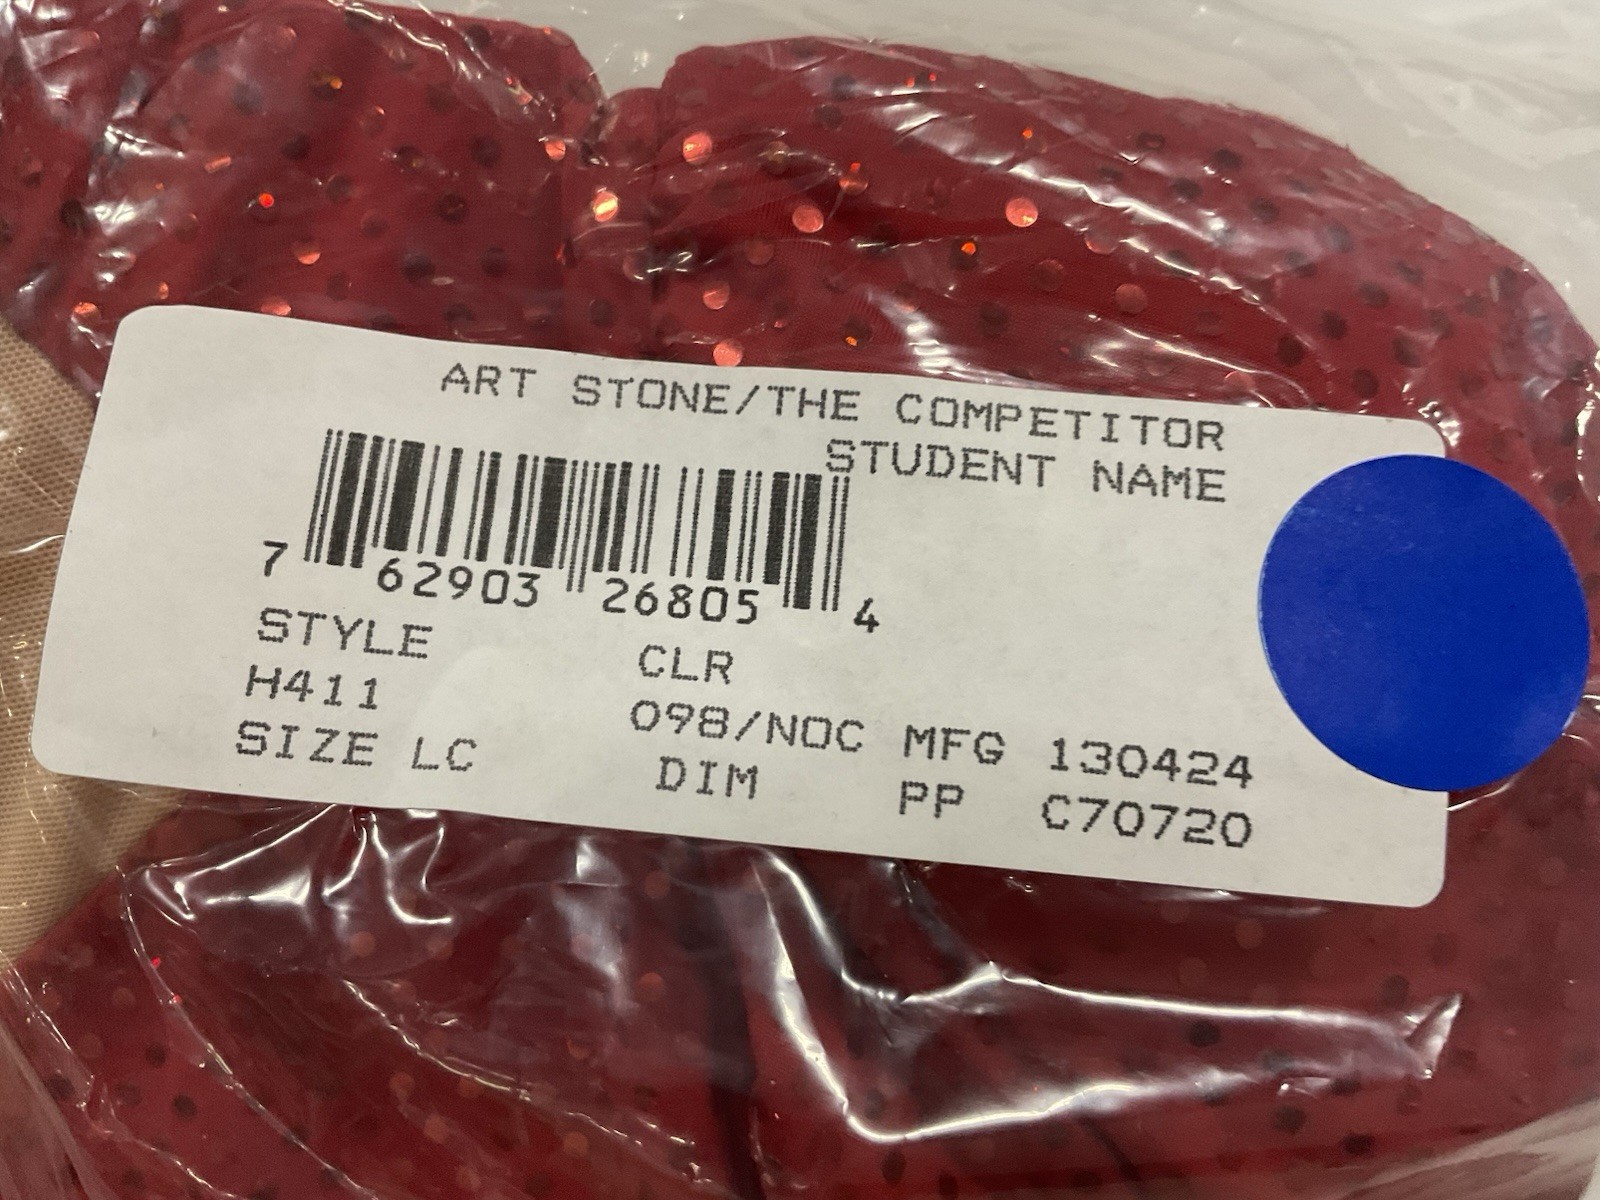 ART STONE/THE COMPETITOR
STUDENT NAME
7 62903 26805 4
STYLE CLR
H411 098/NOC MFG 130424
SIZE LC DIM PP C70720